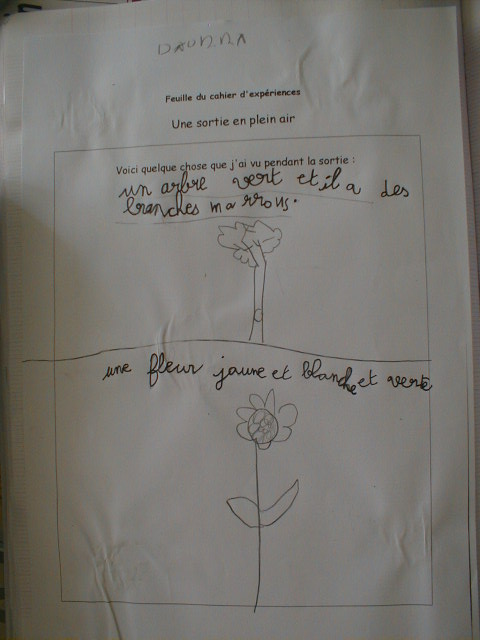 Feuille du cahier d'expériences
Une sortie en plein air
Voici quelque chose que j'ai vu pendant la sortie :
un arbre vert et il a des
branches marrous.
une fleur jaune et blanche et verte